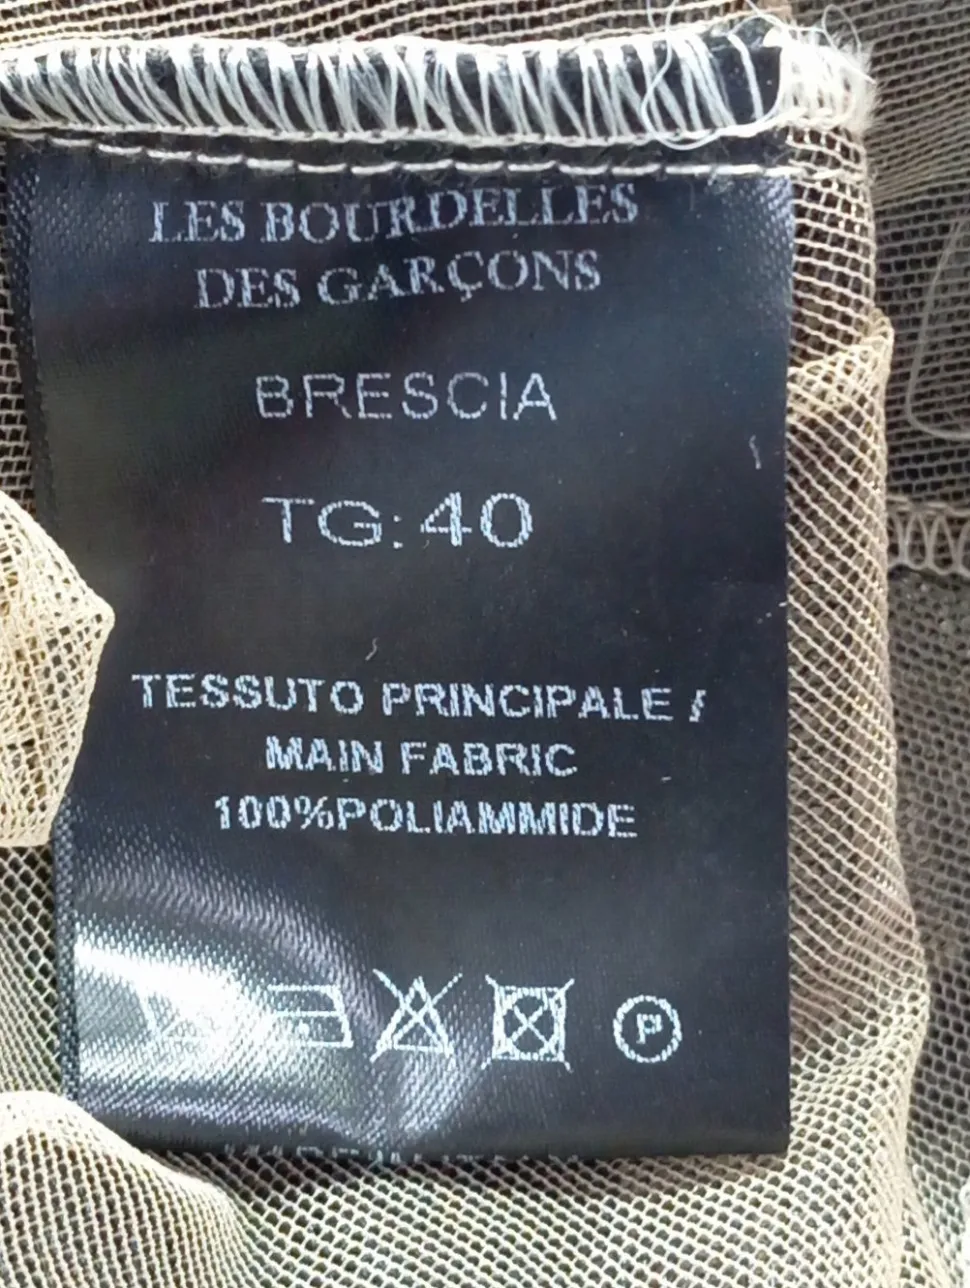 LES BOURDELLES
DES GARÇONS
BRESCIA
TG: 40
TESSUTO PRINCIPALE /
MAIN FABRIC
100%POLIAMMIDE
P